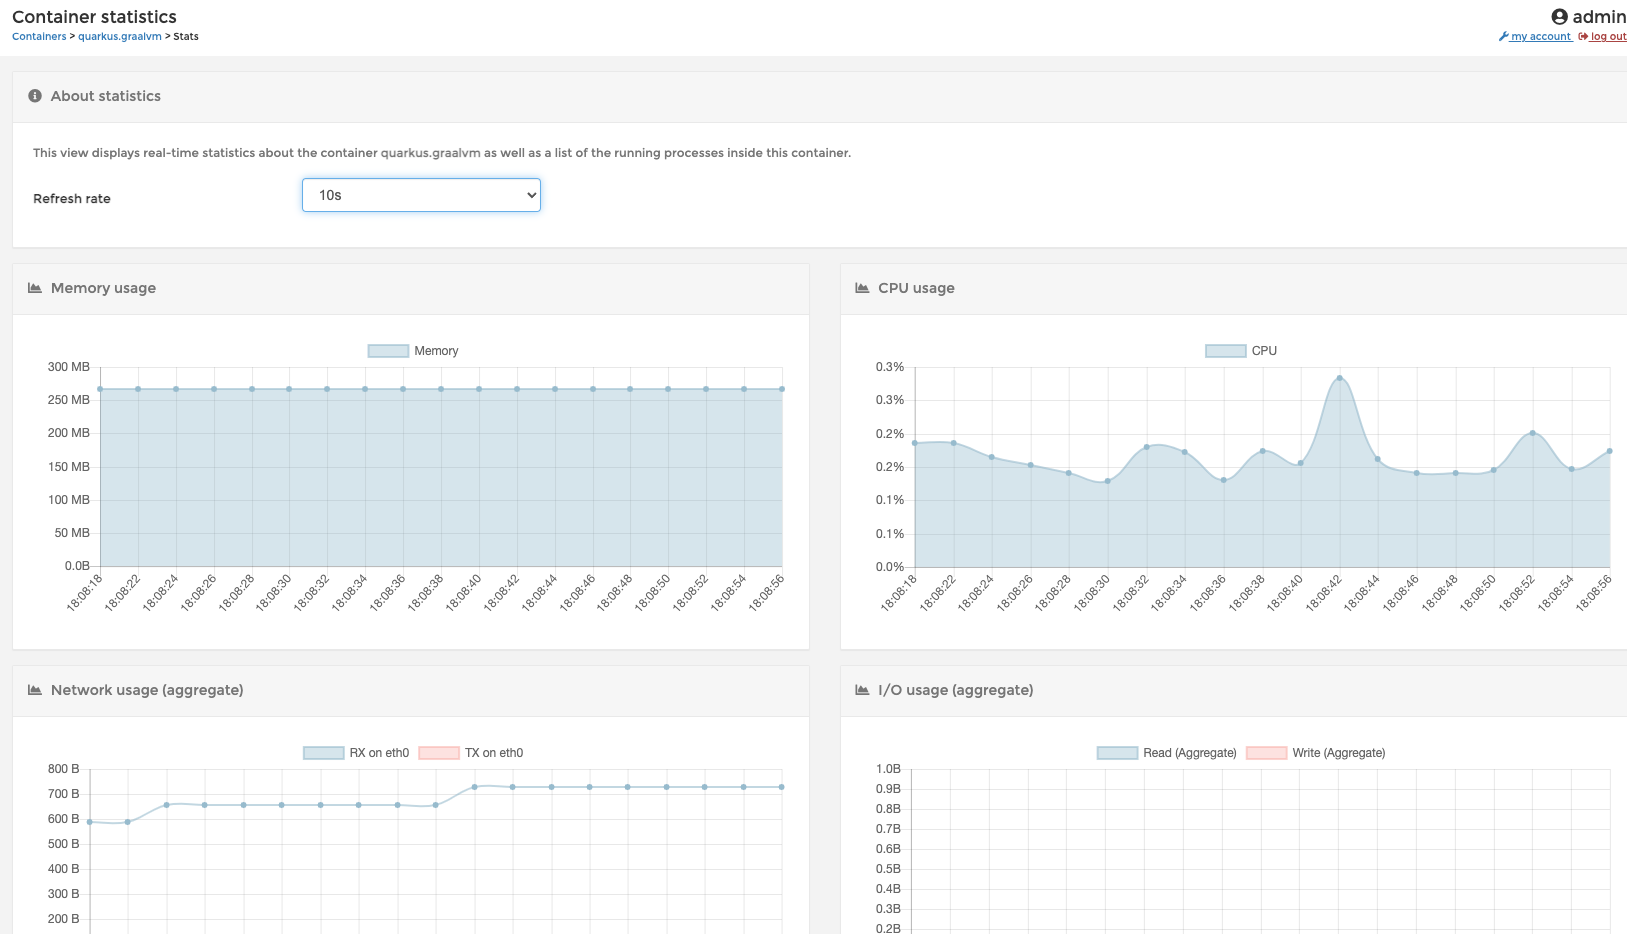 Container statistics
Containers > quarkus.graalvm > Stats
admin
my account log out
About statistics
This view displays real-time statistics about the container quarkus.graalvm as well as a list of the running processes inside this container.
Refresh rate
10s
Memory usage
Memory
300 MB
250 MB
200 MB
150 MB
100 MB
50 MB
0.0B
18:08:18 18:08:22 18:08:24 18:08:26 18:08:28 18:08:30 18:08:32 18:08:34 18:08:36 18:08:38 18:08:40 18:08:42 18:08:44 18:08:46 18:08:48 18:08:50 18:08:52 18:08:54 18:08:56
CPU usage
CPU
0.3%
0.3%
0.2%
0.2%
0.1%
0.1%
0.0%
18:08:18 18:08:22 18:08:24 18:08:26 18:08:28 18:08:30 18:08:32 18:08:34 18:08:36 18:08:38 18:08:40 18:08:42 18:08:44 18:08:46 18:08:48 18:08:50 18:08:52 18:08:54 18:08:56
Network usage (aggregate)
RX on eth0 TX on eth0
800 B
700 B
600 B
500 B
400 B
300 B
200 B
I/O usage (aggregate)
Read (Aggregate) Write (Aggregate)
1.0B
0.9B
0.8B
0.7B
0.6B
0.5B
0.4B
0.3B
0.2B